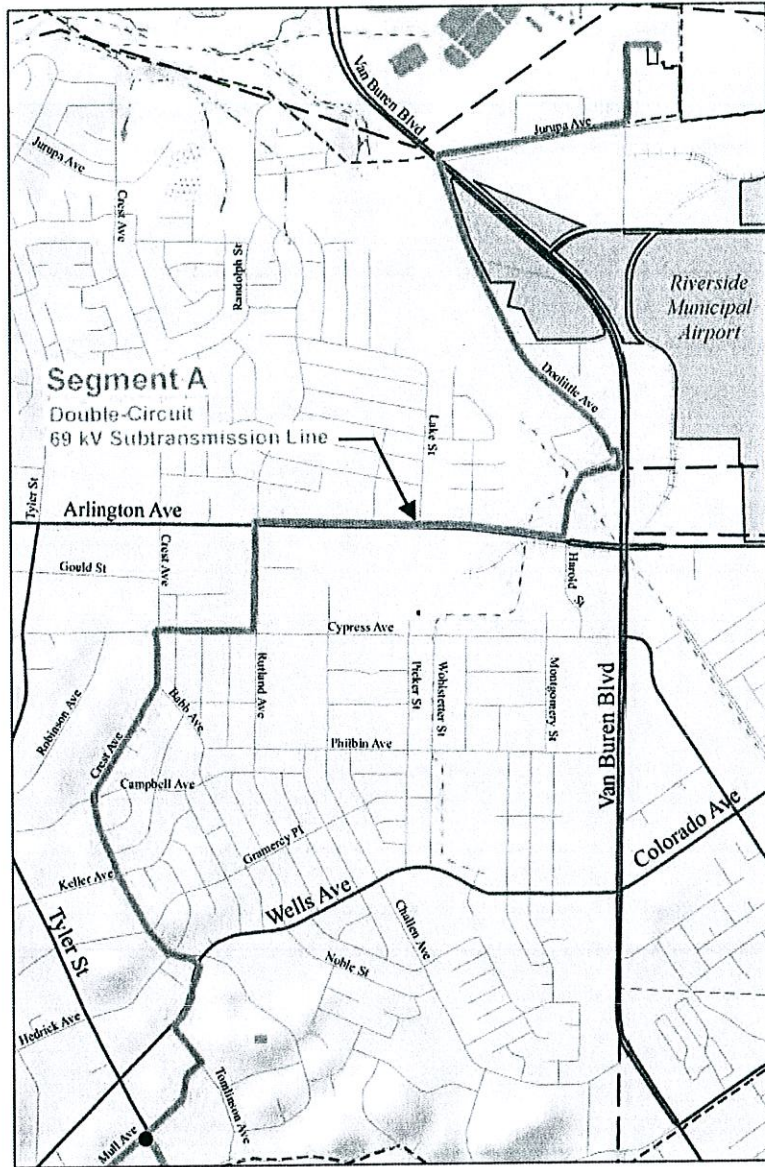 Van Buren Blvd
Jurupa Ave
Jurupa Ave
Crest Ave
Randolph St
Riverside
Municipal
Airport
Segment A
Double-Circuit
69 kV Subtransmission Line
Lake St
Doolittle Ave
Tyler St
Arlington Ave
Crest Ave
Gould St
Harold St
Cypress Ave
Rutland Ave
Picker St
Wohlstetter St
Montgomery St
Robinson Ave
Babb Ave
Crest Ave
Philbin Ave
Van Buren Blvd
Campbell Ave
Colorado Ave
Gramercy Pl
Keller Ave
Wells Ave
Challen Ave
Tyler St
Noble St
Hedrick Ave
Tomlinson Ave
Mull Ave